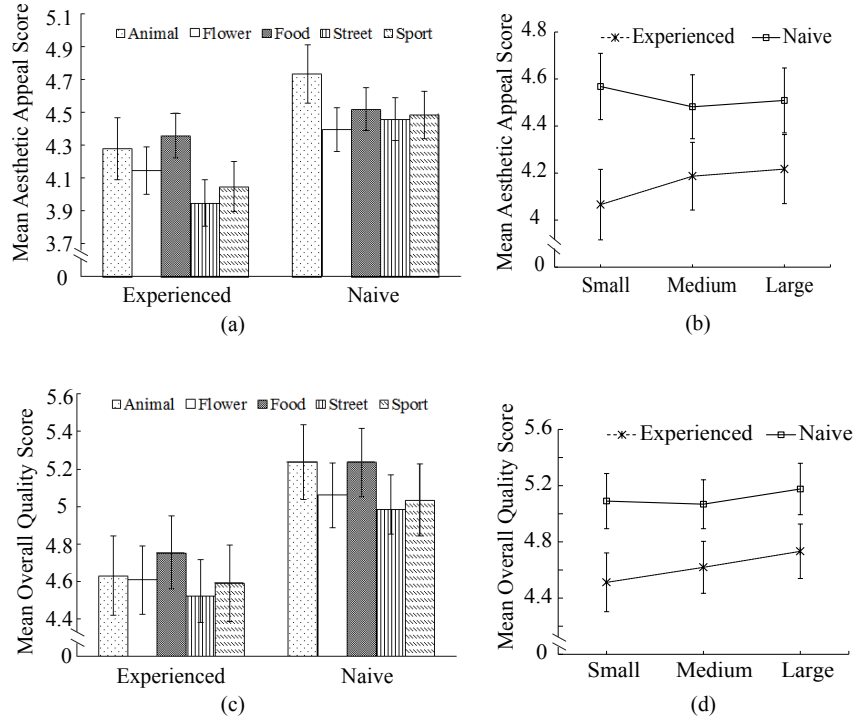 Mean Aesthetic Appeal Score
5.1
4.9
4.7
4.5
4.3
4.1
3.9
3.7
0
Animal Flower Food Street Sport
Experienced Naive
(a)
Mean Aesthetic Appeal Score
4.8
4.6
4.4
4.2
4
0
Experienced Naive
Small Medium Large
(b)
Mean Overall Quality Score
5.6
5.4
5.2
5
4.8
4.6
4.4
0
Animal Flower Food Street Sport
Experienced Naive
(c)
Mean Overall Quality Score
5.6
5.2
4.8
4.4
0
Experienced Naive
Small Medium Large
(d)